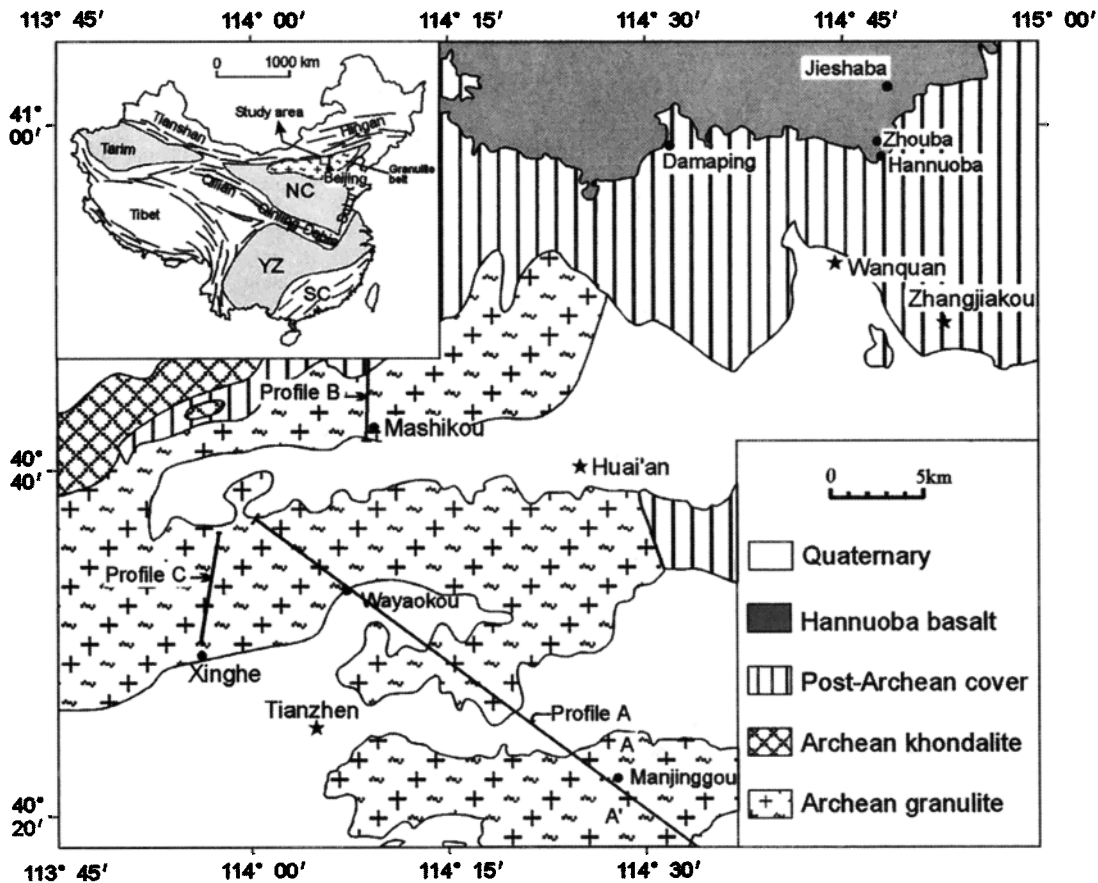 113° 45′ 114° 00′ 114° 15′ 114° 30′ 114° 45′ 115° 00′
41°
00′
40°
40′
40°
20′
0 1000 km
Study area
Tianshan
Hingan
Tarim
Granulite
belt
Beijing
NC
Qilian
Tibet
Qinling-Dabie
YZ
SC
Jieshaba
Zhouba
Hannuoba
Damaping
Wanquan
Zhangjiakou
Profile B
Mashikou
Huai'an
Profile C
Wayaokou
Xinghe
Tianzhen
Profile A
A
Manjinggou
A'
0 5km
Quaternary
Hannuoba basalt
Post-Archean cover
Archean khondalite
Archean granulite
113° 45′ 114° 00′ 114° 15′ 114° 30′